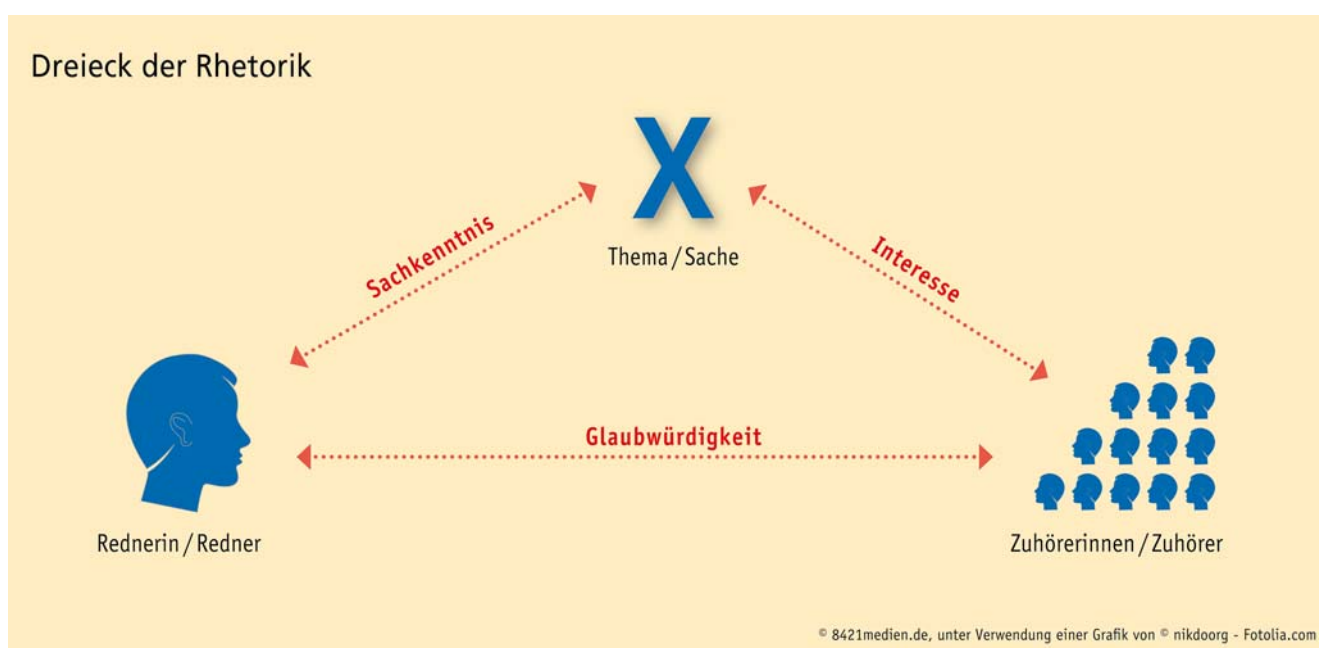 Dreieck der Rhetorik
X
Thema / Sache
Sachkenntnis
Interesse
Glaubwürdigkeit
Rednerin / Redner
Zuhörerinnen / Zuhörer
© 8421medien.de, unter Verwendung einer Grafik von © nikdoorg - Fotolia.com